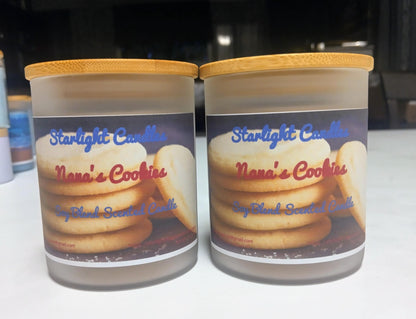 Starlight Candles
Nana's Cookies
Soy Blend Scented Candle
Starlight Candles
Nana's Cookies
Soy Blend Scented Candle